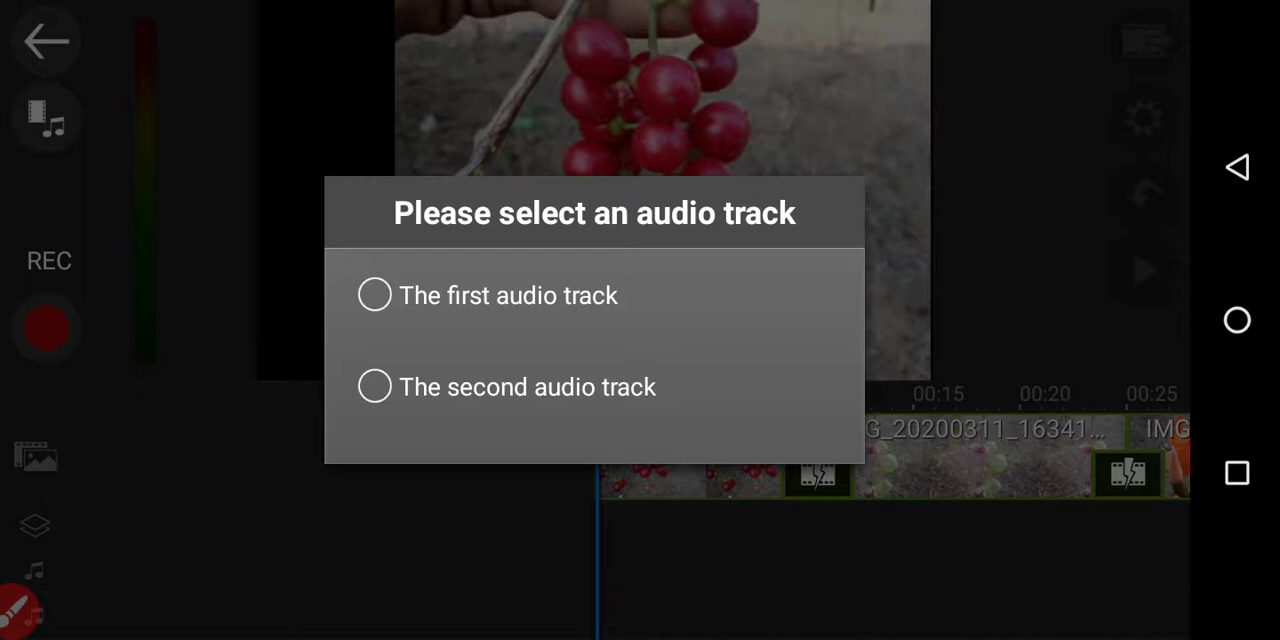 Please select an audio track
The first audio track
REC
The second audio track
00:15 00:20 00:25
G_20200311_16341... IMG